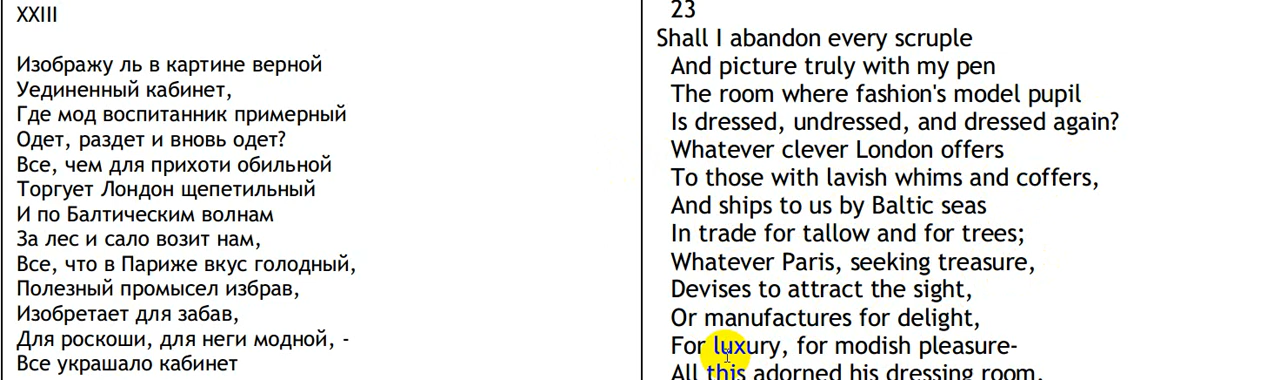 XXIII
Изображу ль в картине верной
Уединенный кабинет,
Где мод воспитанник примерный
Одет, раздет и вновь одет?
Все, чем для прихоти обильной
Торгует Лондон щепетильный
И по Балтическим волнам
За лес и сало возит нам,
Все, что в Париже вкус голодный,
Полезный промысел избрав,
Изобретает для забав,
Для роскоши, для неги модной, -
Все украшало кабинет
23
Shall I abandon every scruple
And picture truly with my pen
The room where fashion's model pupil
Is dressed, undressed, and dressed again?
Whatever clever London offers
To those with lavish whims and coffers,
And ships to us by Baltic seas
In trade for tallow and for trees;
Whatever Paris, seeking treasure,
Devises to attract the sight,
Or manufactures for delight,
For luxury, for modish pleasure-
All this adorned his dressing room,